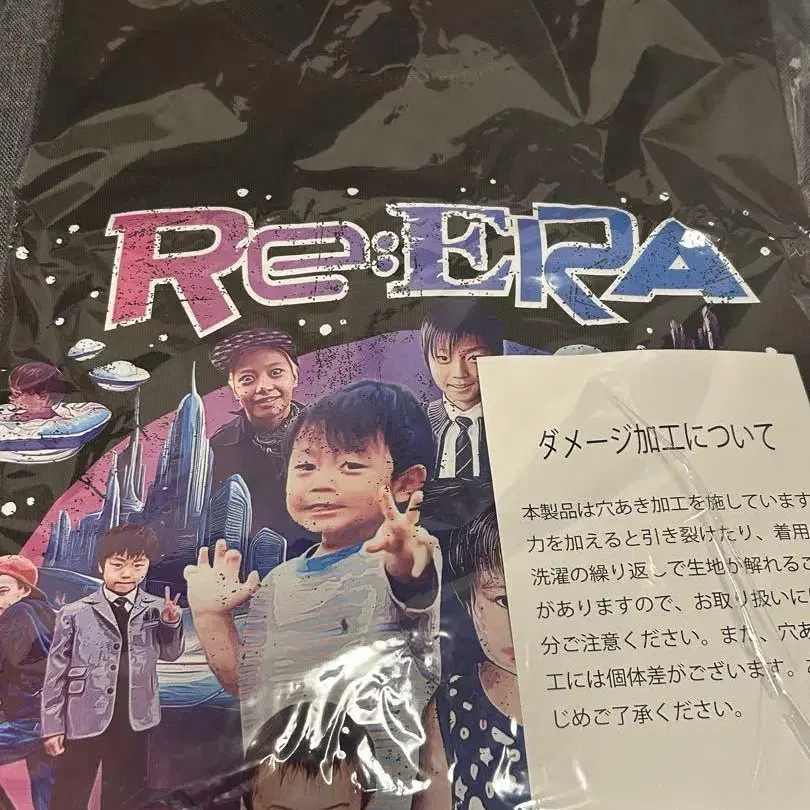 Re:ERA
ダメージ加工について
本製品は穴あき加工を施しています
力を加えると引き裂けたり、着用
洗濯の繰り返しで生地が解れるこ
がありますので、お取り扱いに
分ご注意ください。また、穴あ
工には個体差がございます。
じめご了承ください。